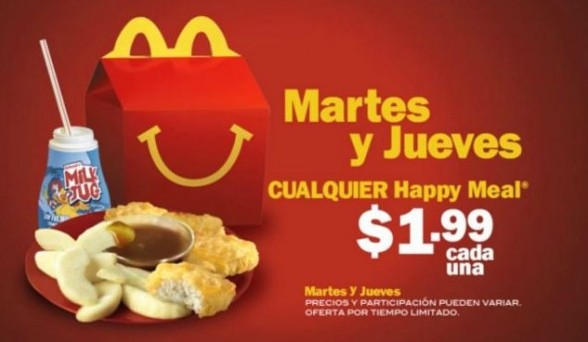 Martes
y Jueves
CUALQUIER Happy Meal®
$1.99
cada
una
Martes y Jueves
PRECIOS Y PARTICIPACIÓN PUEDEN VARIAR.
OFERTA POR TIEMPO LIMITADO.
MILK
JUG